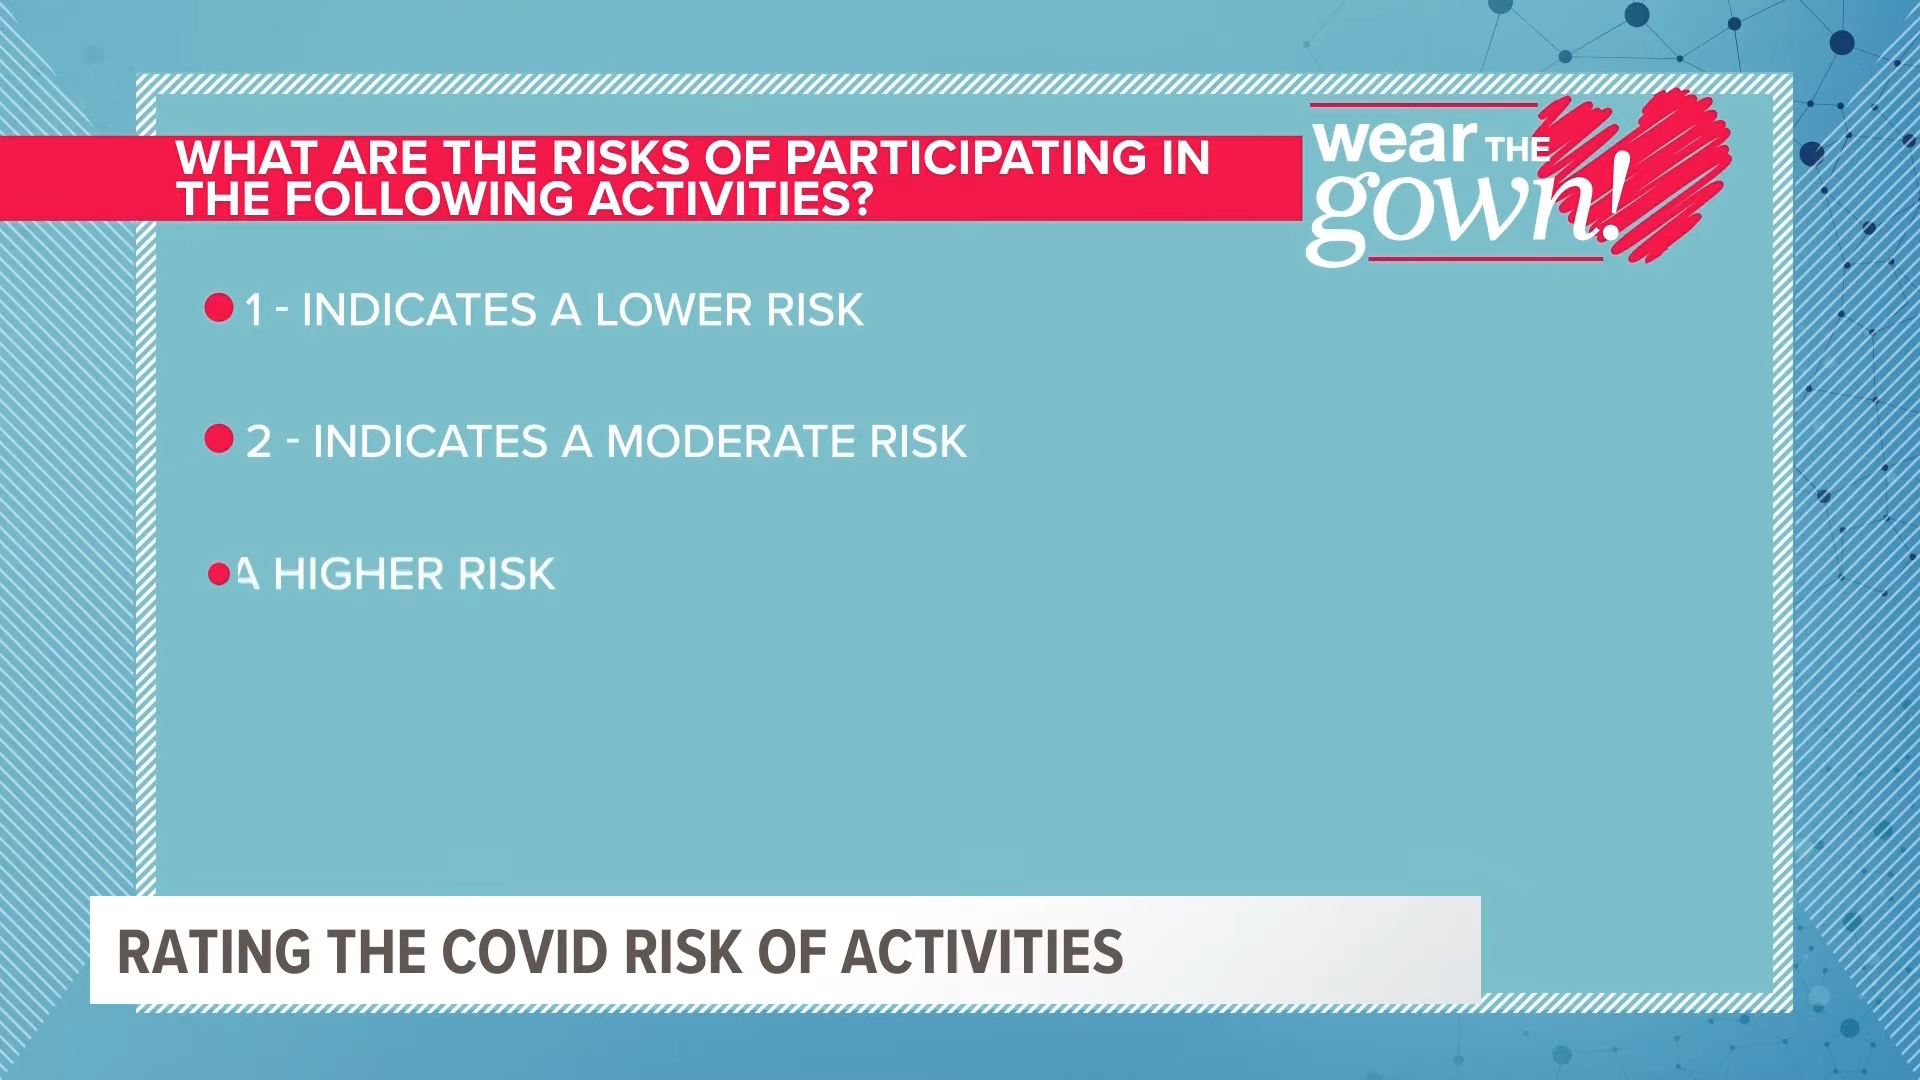 WHAT ARE THE RISKS OF PARTICIPATING IN
THE FOLLOWING ACTIVITIES?
wear THE
gown!
1 - INDICATES A LOWER RISK
2 - INDICATES A MODERATE RISK
A HIGHER RISK
RATING THE COVID RISK OF ACTIVITIES